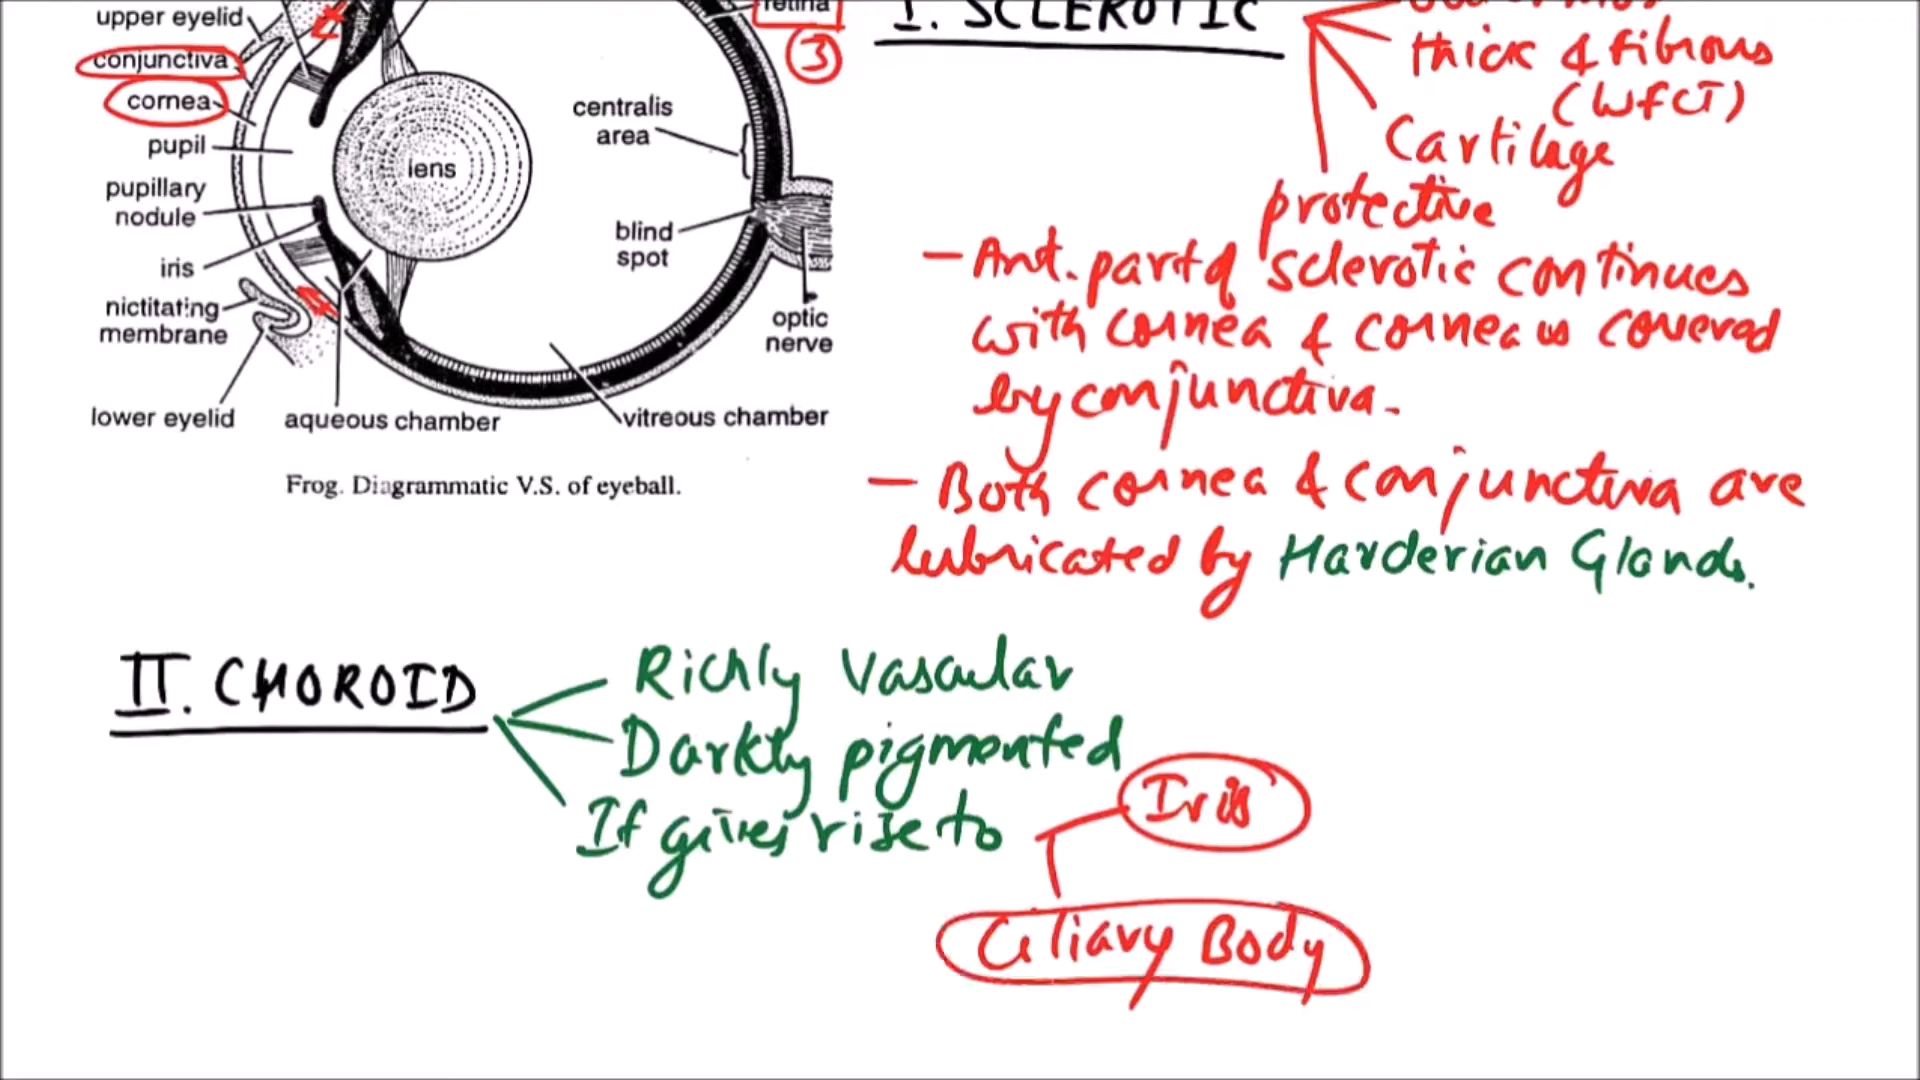 upper eyelid
conjunctiva
cornea
pupil
pupillary
nodule
iris
nictitating
membrane
lower eyelid
aqueous chamber
lens
retina
3
centralis
area
blind
spot
optic
nerve
vitreous chamber
Frog. Diagrammatic V.S. of eyeball.
I. SCLEROTIC
thick & fibrous
(WFCT)
Cartilage
protective
- Ant. part of sclerotic continues
with cornea & cornea is covered
by conjunctiva.
- Both cornea & conjunctiva are
lubricated by Harderian Glands.
II. CHOROID
Richly Vascular
Darkly pigmented
It gives rise to
Iris
Ciliary Body